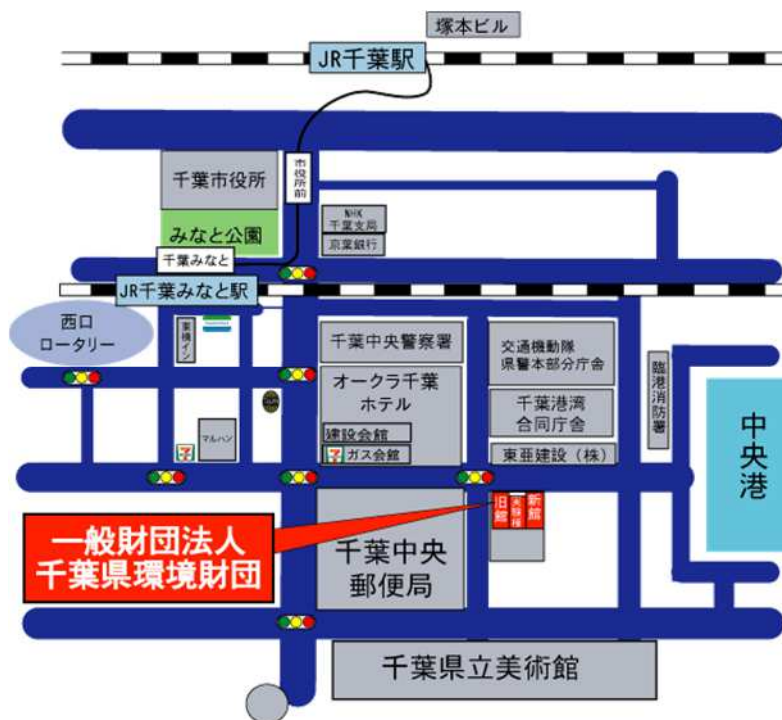 塚本ビル
JR千葉駅
千葉市役所
市役所前
NHK
千葉支局
京葉銀行
みなと公園
千葉みなと
JR千葉みなと駅
西口
ロータリー
東横イン
千葉中央警察署
オークラ千葉
ホテル
建設会館
ガス会館
交通機動隊
県警本部分庁舎
千葉港湾
合同庁舎
東亜建設（株）
臨港消防署
中央港
マルハン
旧館
実験棟
新館
一般財団法人
千葉県環境財団
千葉中央
郵便局
千葉県立美術館